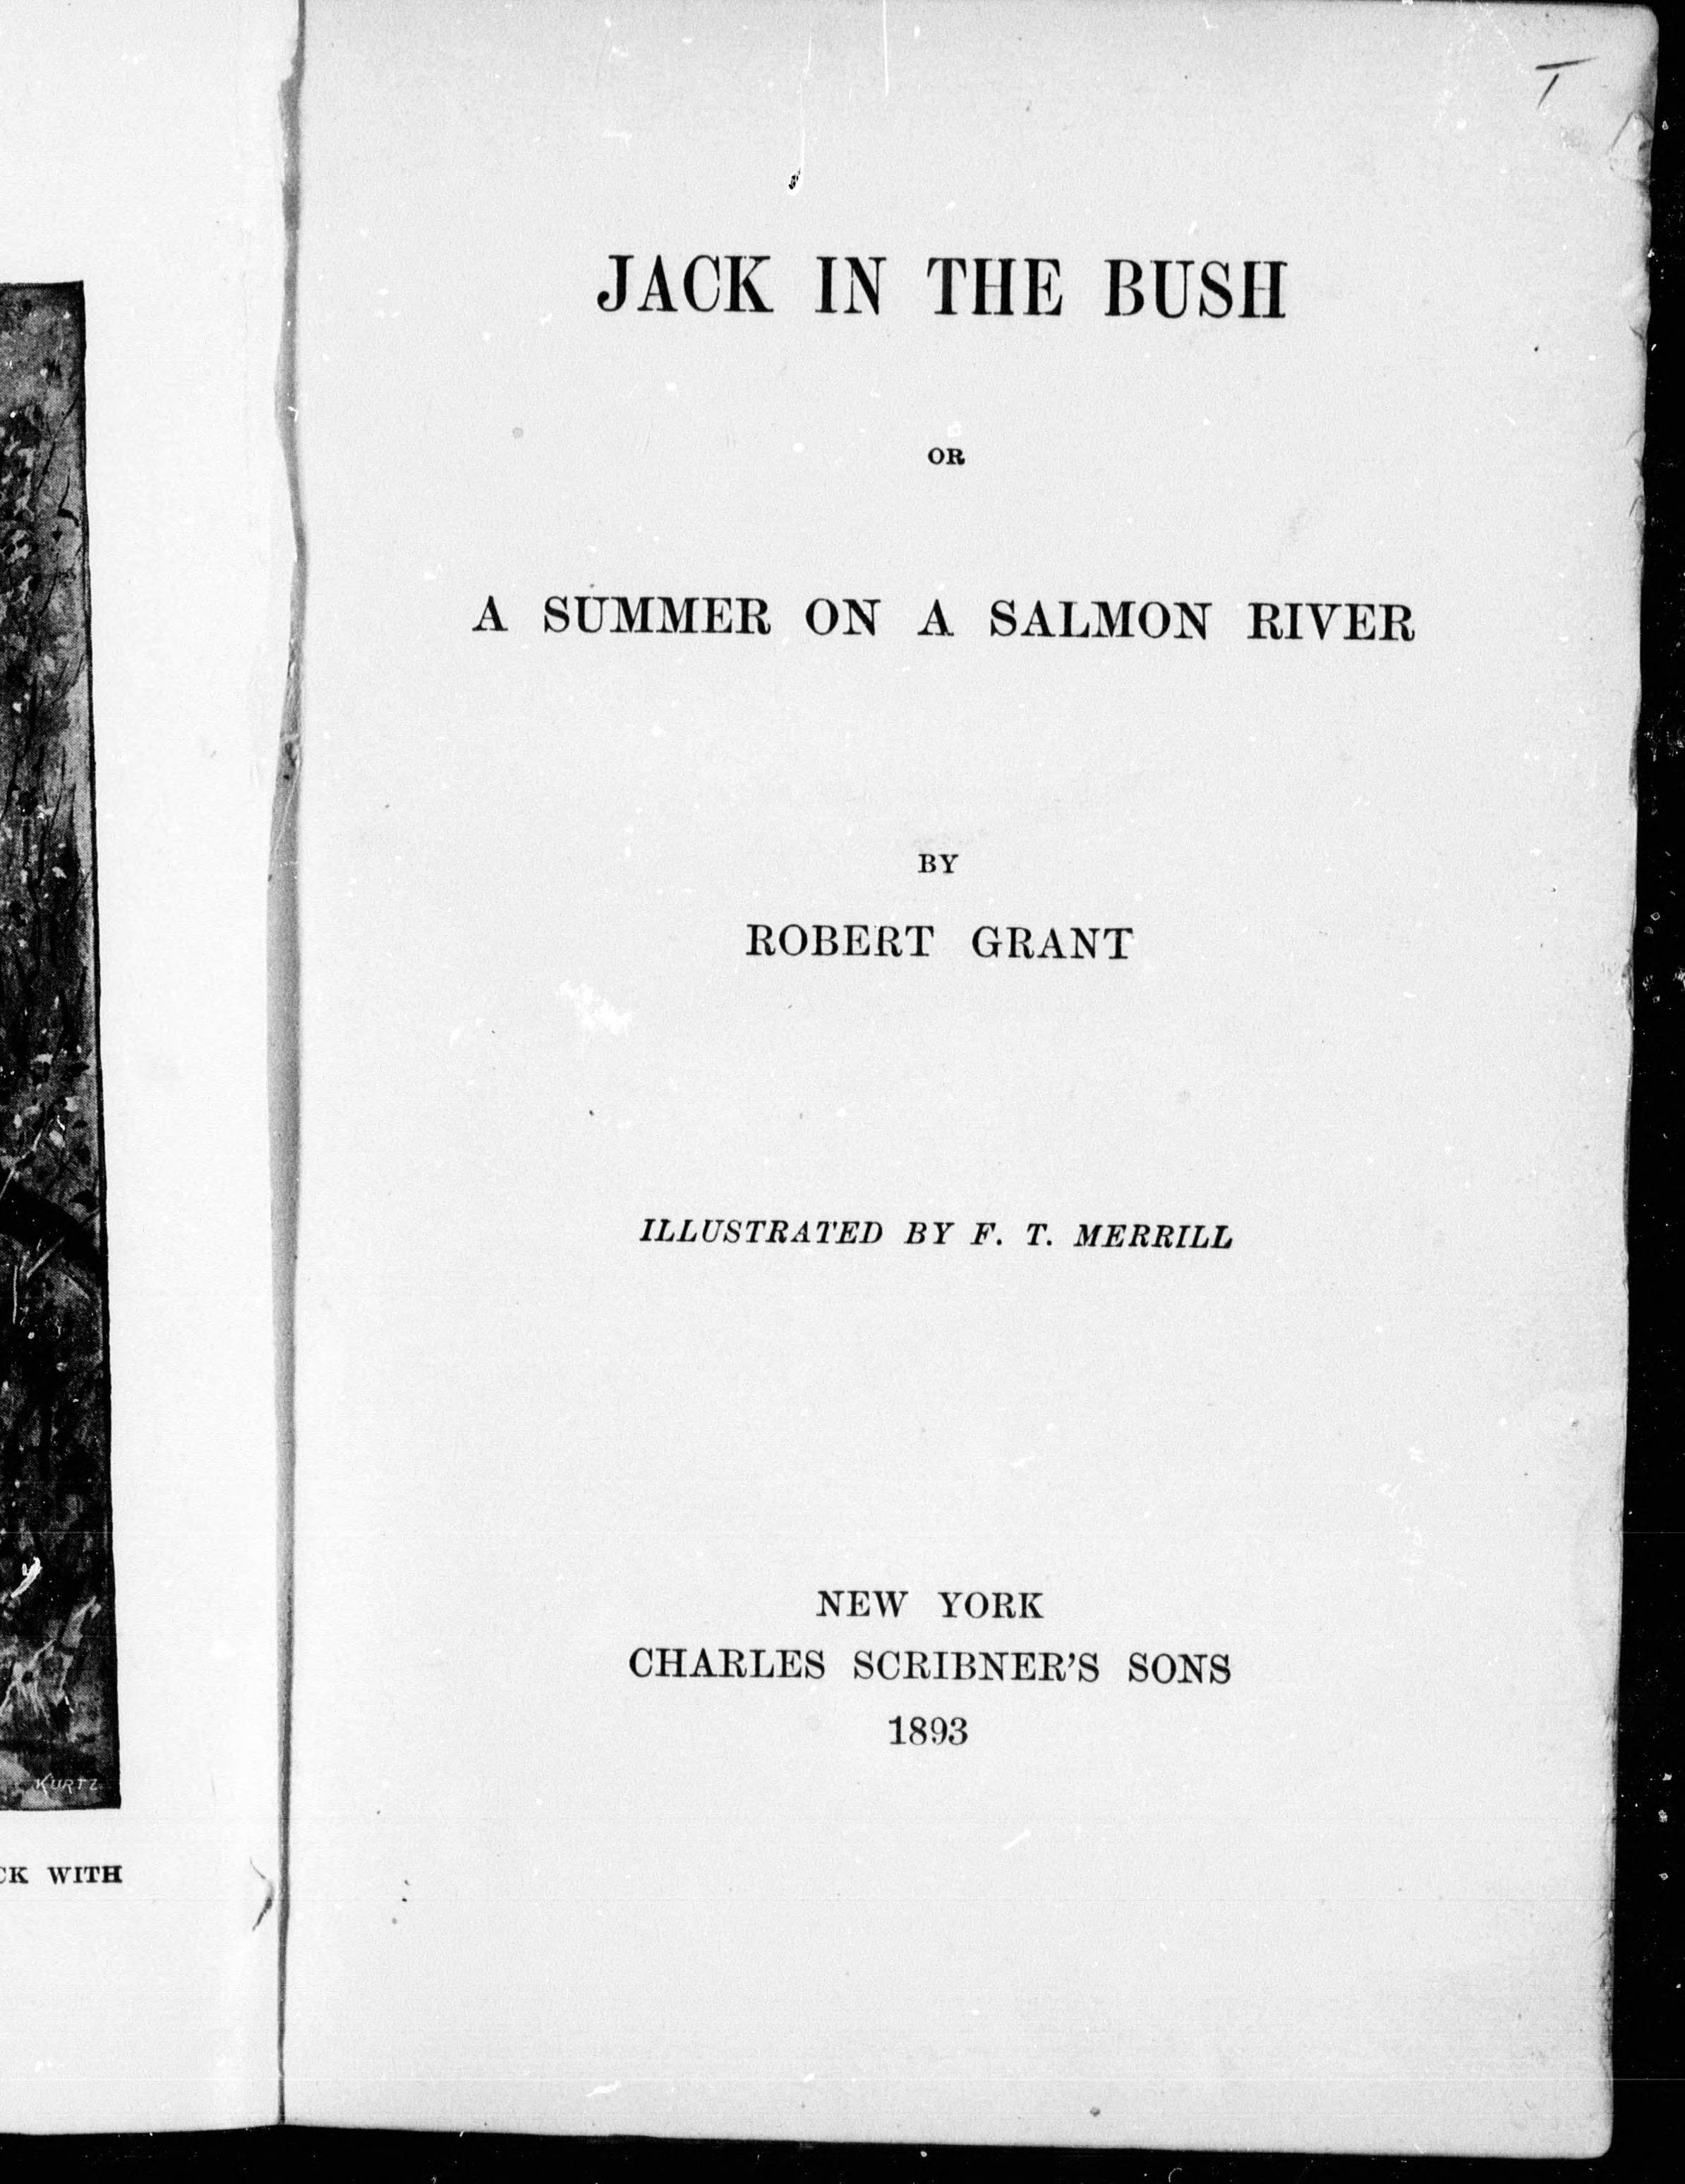 KURTZ
CK WITH
JACK IN THE BUSH
OR
A SUMMER ON A SALMON RIVER
BY
ROBERT GRANT
ILLUSTRATED BY F. T. MERRILL
NEW YORK
CHARLES SCRIBNER'S SONS
1893